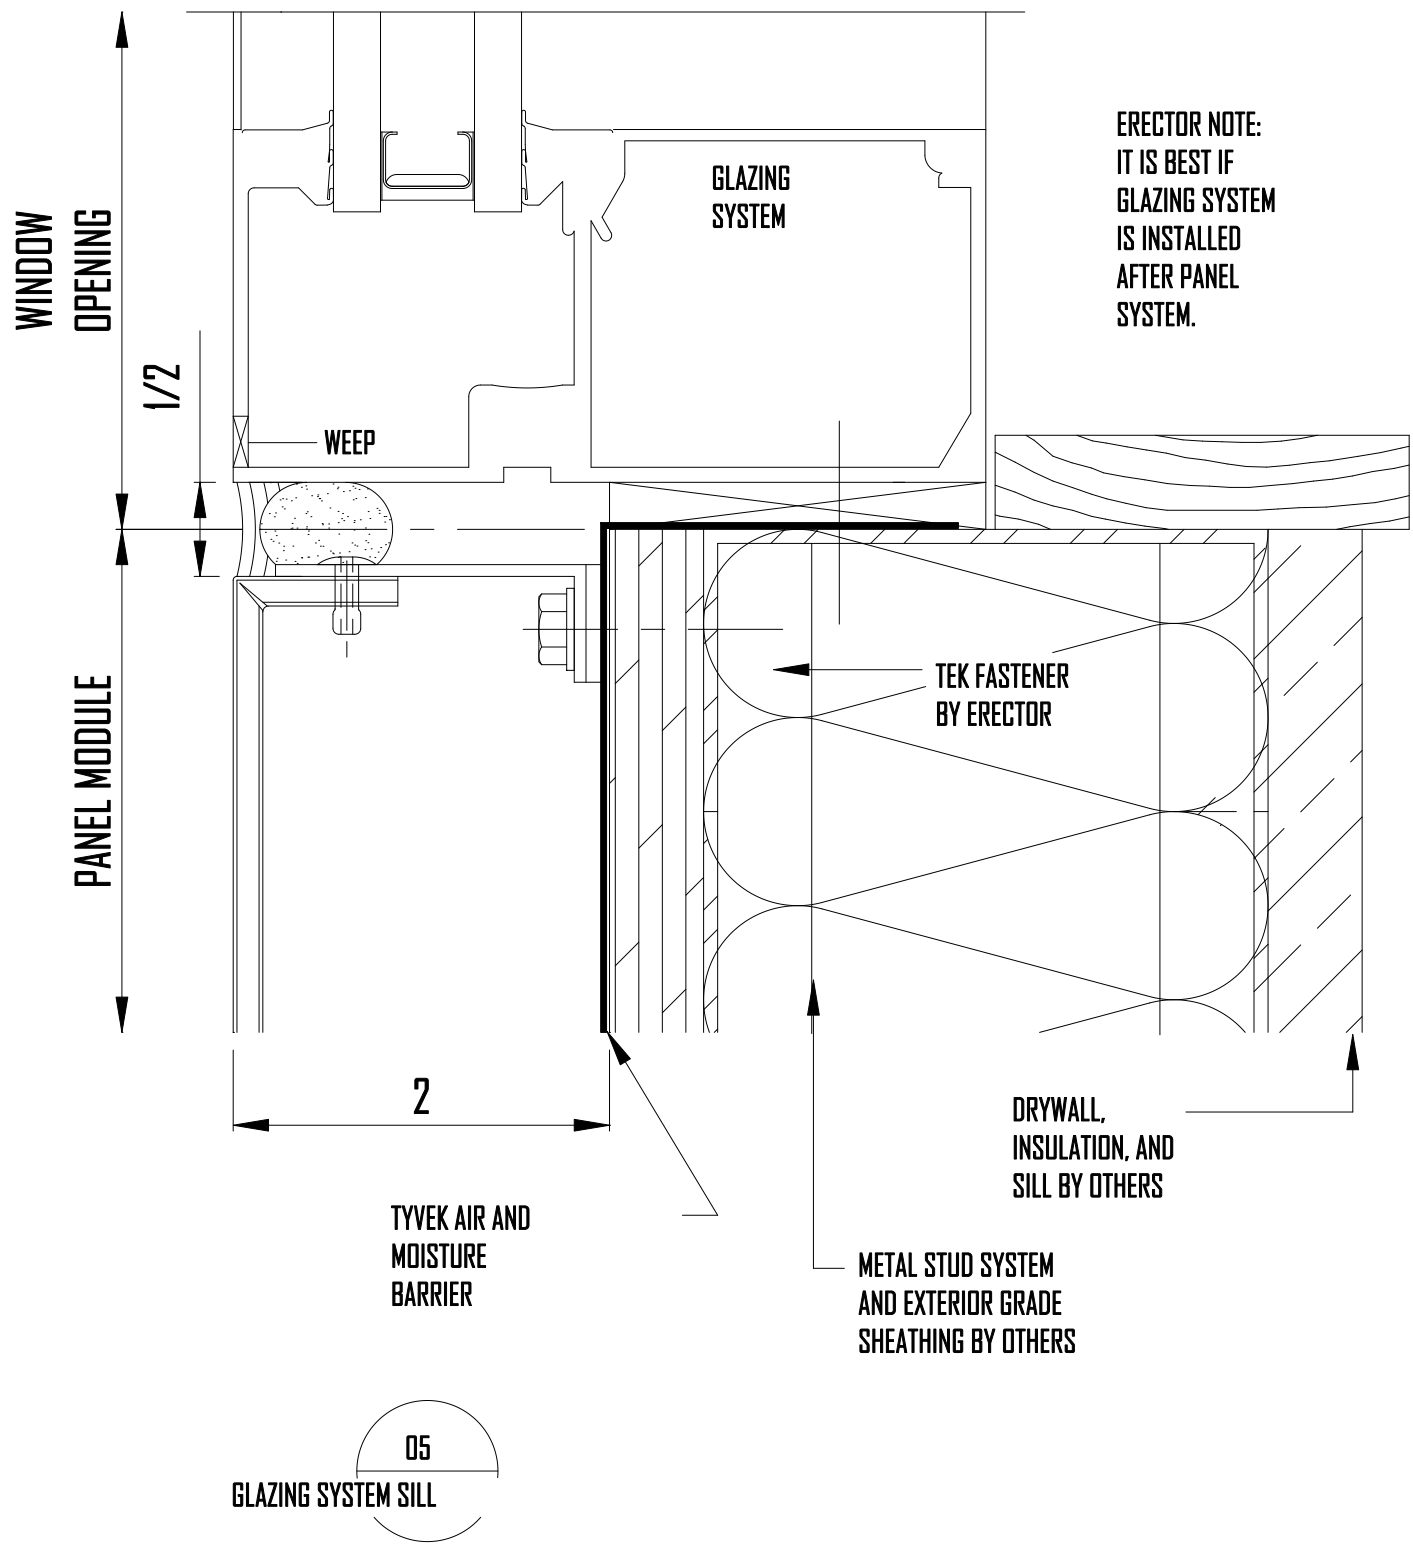 ERECTOR NOTE:
IT IS BEST IF
GLAZING SYSTEM
IS INSTALLED
AFTER PANEL
SYSTEM.
GLAZING
SYSTEM
WINDOW
OPENING
1/2
WEEP
TEK FASTENER
BY ERECTOR
PANEL MODULE
2
DRYWALL,
INSULATION, AND
SILL BY OTHERS
TYVEK AIR AND
MOISTURE
BARRIER
METAL STUD SYSTEM
AND EXTERIOR GRADE
SHEATHING BY OTHERS
05
GLAZING SYSTEM SILL